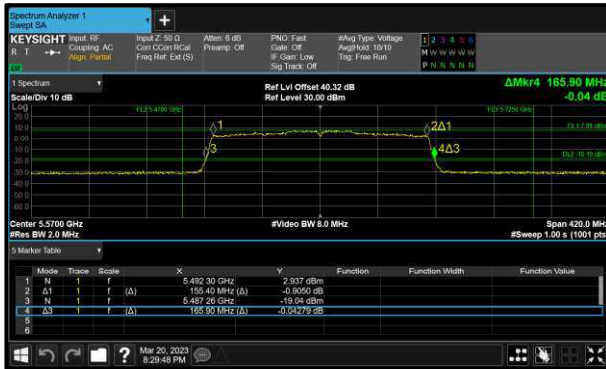 Spectrum Analyzer 1
Swept SA
+
KEYSIGHT Input: RF Input Z: 50 Ω Atten: 6 dB PNO: Fast #Avg Type: Voltage 1 2 3 4 5 6
R T Coupling: AC Corr CCorr RCal Preamp: Off Gate: Off Avg|Hold: 10/10 M W W W W W
Align: Partial Freq Ref: Ext (S) IF Gain: Low Trig: Free Run
Sig Track: Off P N N N N N
1 Spectrum Ref Lvl Offset 40.32 dB ΔMkr4 165.90 MHz
Scale/Div 10 dB Ref Level 30.00 dBm -0.04 dB
Log
20.0
10.0
0.00
-10.0
-20.0
-30.0
-40.0
-50.0
-60.0
1
2Δ1
3
4Δ3
Center 5.5700 GHz #Video BW 8.0 MHz Span 420.0 MHz
#Res BW 2.0 MHz #Sweep 1.00 s (1001 pts)
5 Marker Table
Mode Trace Scale X Y Function Function Width Function Value
1 N 1 f 5.492 30 GHz 2.937 dBm
2 Δ1 1 f (Δ) 155.40 MHz (Δ) -0.9050 dB
3 N 1 f 5.487 26 GHz -19.04 dBm
4 Δ3 1 f (Δ) 165.90 MHz (Δ) -0.04279 dB
5
6
? Mar 20, 2023
8:29:48 PM